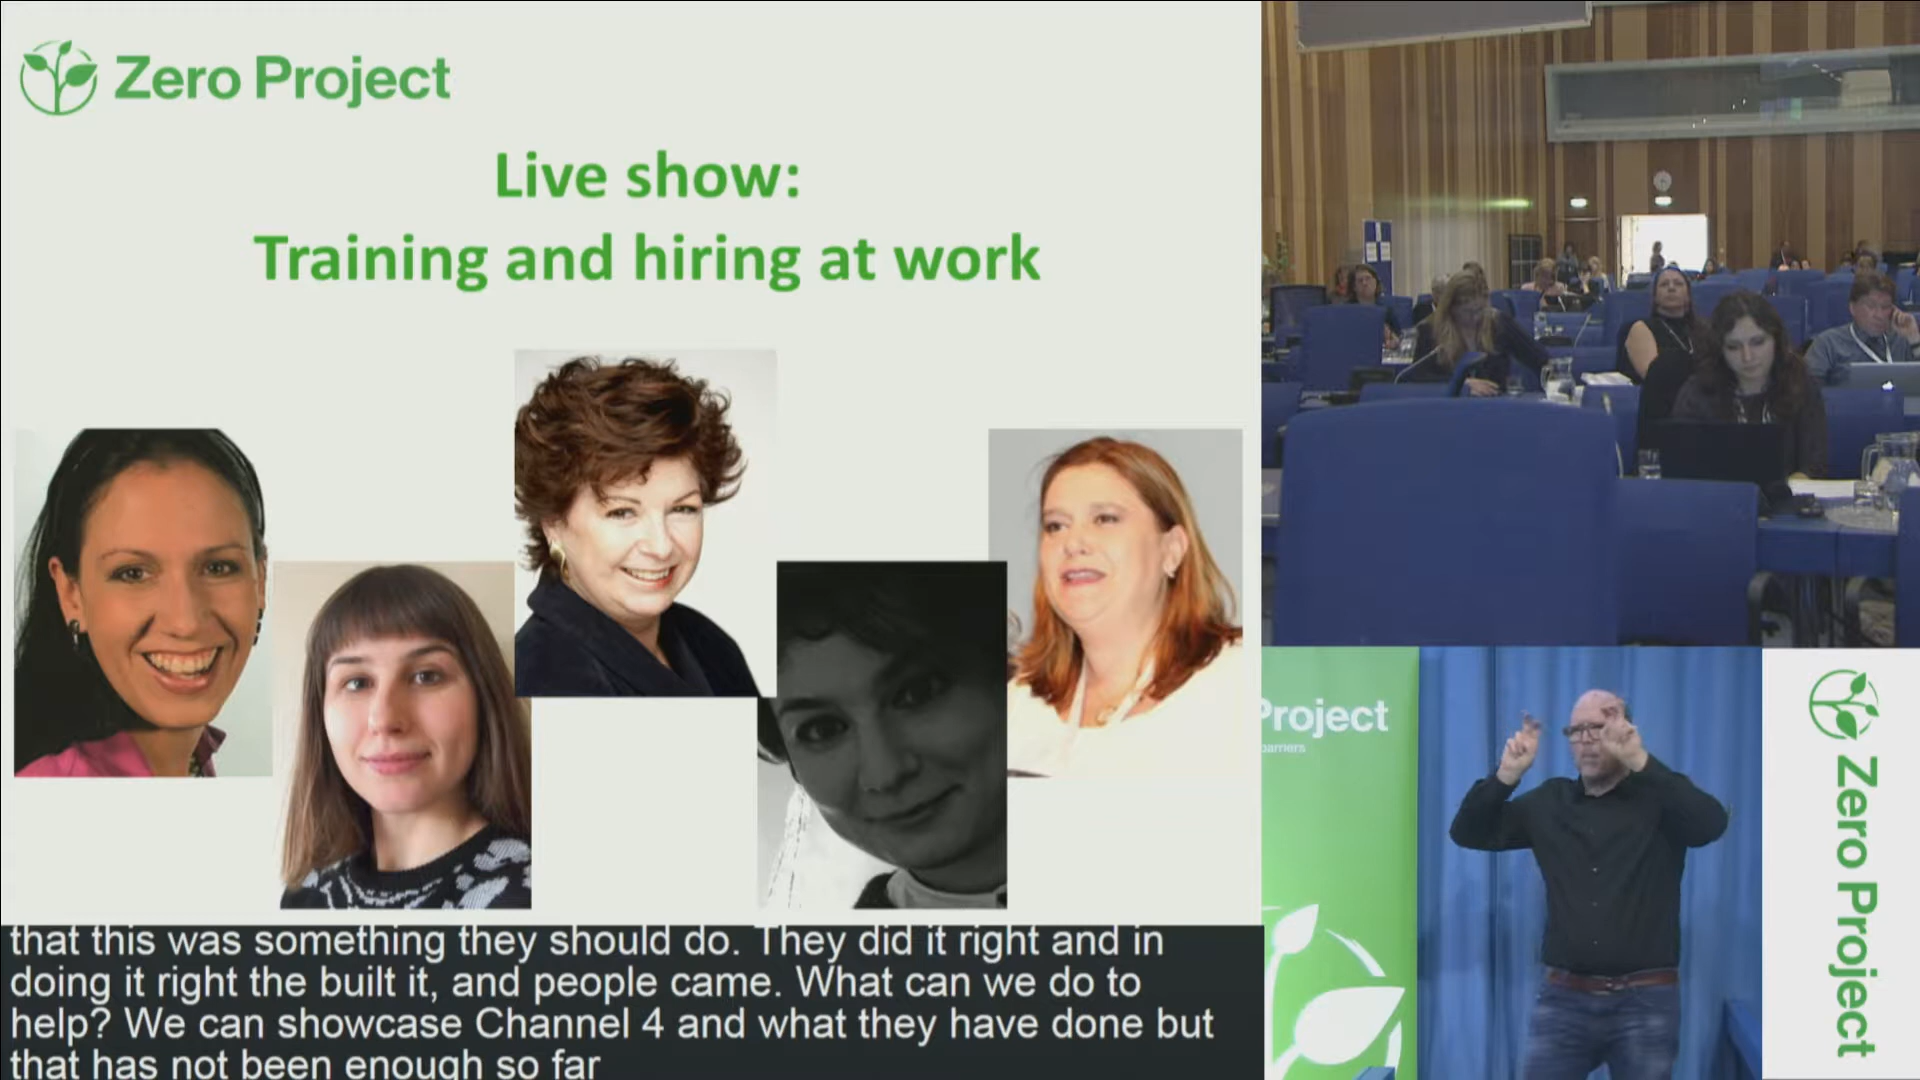 Zero Project
Live show:
Training and hiring at work
that this was something they should do. They did it right and in
doing it right the built it, and people came. What can we do to
help? We can showcase Channel 4 and what they have done but
that has not been enough so far
Project
barriers
Zero Project